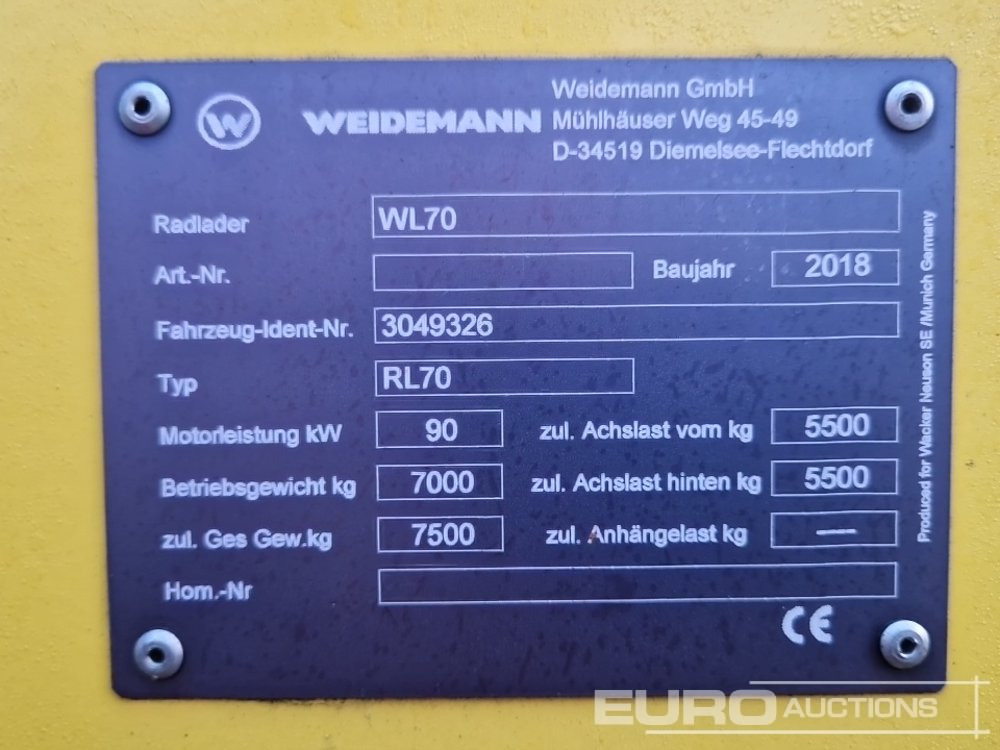 W WEIDEMANN
Weidemann GmbH
Mühlhäuser Weg 45-49
D-34519 Diemelsee-Flechtdorf
Radlader WL70
Art.-Nr. Baujahr 2018
Fahrzeug-Ident-Nr. 3049326
Typ RL70
Motorleistung kW 90 zul. Achslast vorn kg 5500
Betriebsgewicht kg 7000 zul. Achslast hinten kg 5500
zul. Ges Gew.kg 7500 zul. Anhängelast kg —
Hom.-Nr
CE
Produced for Wacker Neuson SE /Munich Germany
EURO AUCTIONS